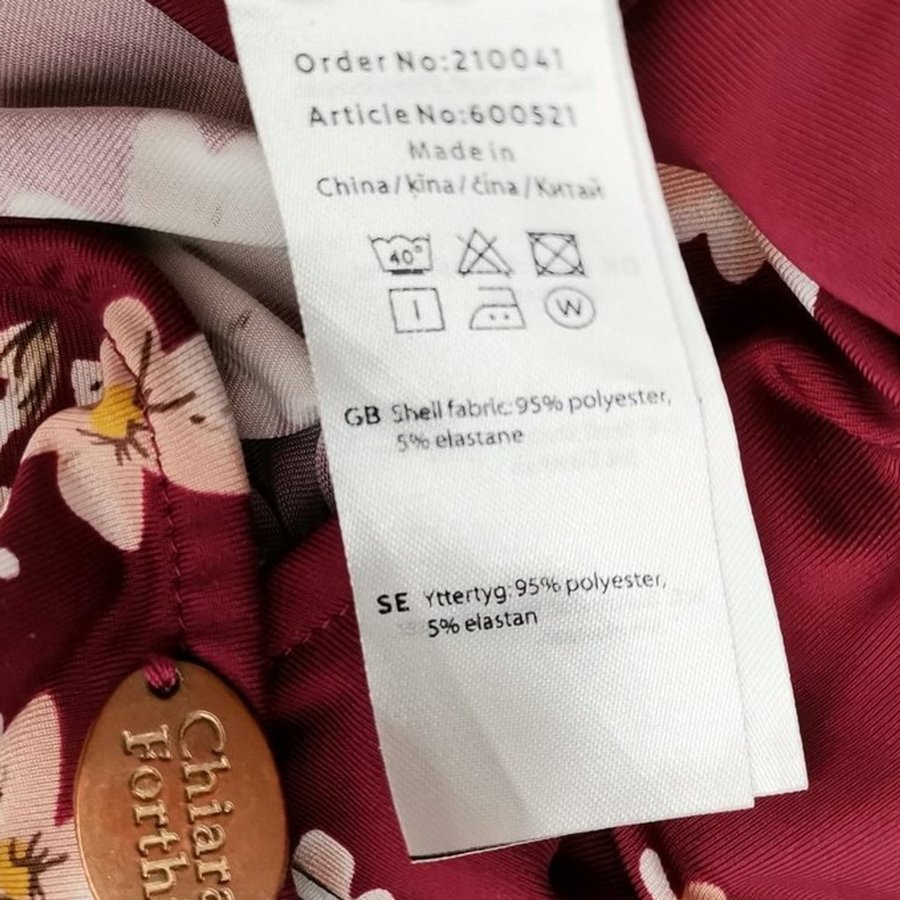 Order No:210041
Article No:600521
Made in
China/ķīna/čína/Китай
40°
W
GB Shell fabric:95% polyester,
5% elastane
SE Yttertyg:95% polyester,
5% elastan
Chiara
Forth